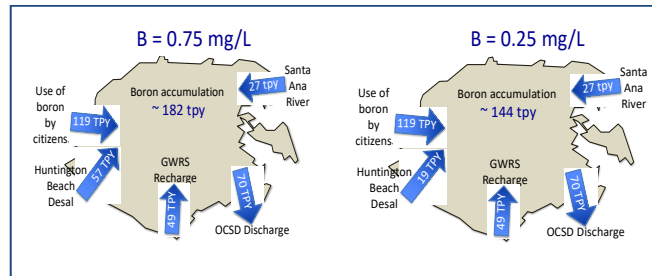 B = 0.75 mg/L
Santa
Ana
River
27 tpy
Boron accumulation
~ 182 tpy
Use of
boron
by
citizens
119 TPY
Huntington
Beach
Desal
57 TPY
GWRS
Recharge
49 TPY
70 TPY
OCSD Discharge
B = 0.25 mg/L
Santa
Ana
River
27 tpy
Boron accumulation
~ 144 tpy
Use of
boron
by
citizens
119 TPY
Huntington
Beach
Desal
19 TPY
GWRS
Recharge
49 TPY
70 TPY
OCSD Discharge